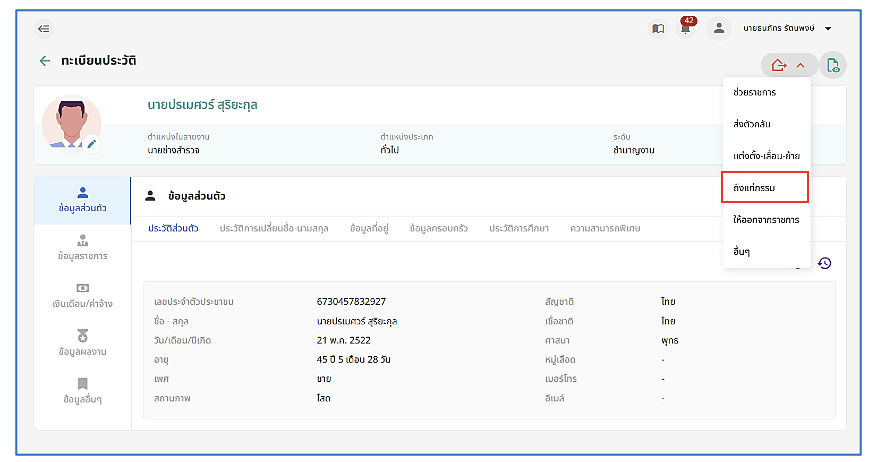 42
นายธนภัทร รัตนพงษ์
ทะเบียนประวัติ
นายปรเมศวร์ สุริยะกุล
ตำแหน่งในสายงาน ตำแหน่งประเภท ระดับ
นายช่างสำรวจ ทั่วไป ชำนาญงาน
ช่วยราชการ
ส่งตัวกลับ
แต่งตั้ง-เลื่อน-ย้าย
ถึงแก่กรรม
ให้ออกจากราชการ
อื่นๆ
ข้อมูลส่วนตัว
ข้อมูลราชการ
เงินเดือน/ค่าจ้าง
ข้อมูลผลงาน
ข้อมูลอื่นๆ
ข้อมูลส่วนตัว
ประวัติส่วนตัว ประวัติการเปลี่ยนชื่อ-นามสกุล ข้อมูลที่อยู่ ข้อมูลครอบครัว ประวัติการศึกษา ความสามารถพิเศษ
เลขประจำตัวประชาชน 6730457832927 สัญชาติ ไทย
ชื่อ - สกุล นายปรเมศวร์ สุริยะกุล เชื้อชาติ ไทย
วัน/เดือน/ปีเกิด 21 พ.ค. 2522 ศาสนา พุทธ
อายุ 45 ปี 5 เดือน 28 วัน หมู่เลือด -
เพศ ชาย เบอร์โทร -
สถานภาพ โสด อีเมล์ -